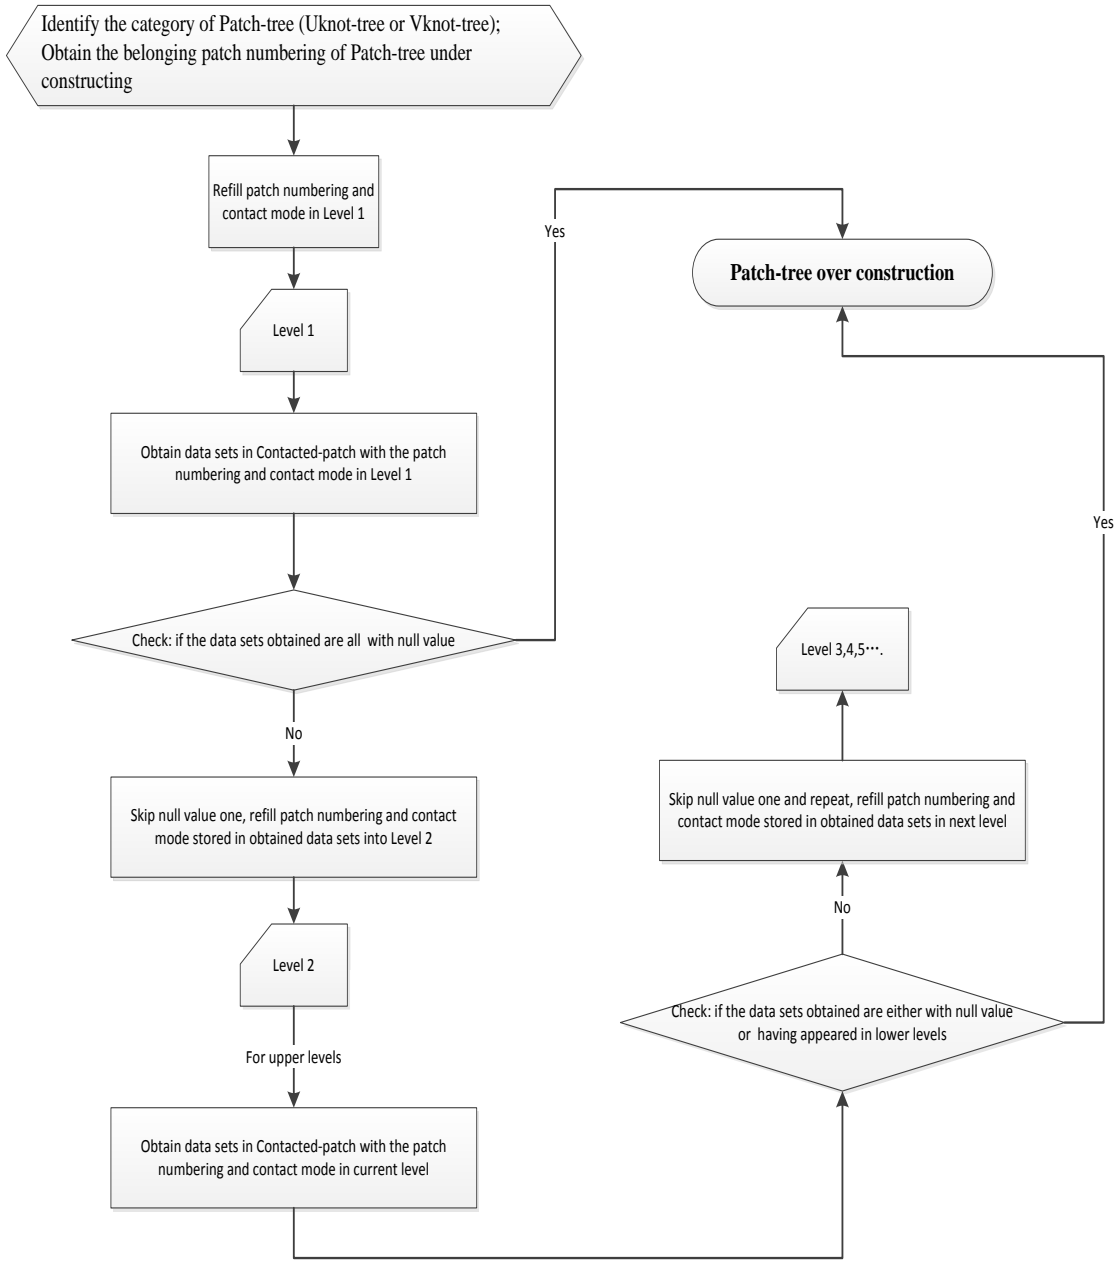 Identify the category of Patch-tree (Uknot-tree or Vknot-tree);
Obtain the belonging patch numbering of Patch-tree under
constructing
Refill patch numbering and
contact mode in Level 1
Level 1
Obtain data sets in Contacted-patch with the patch
numbering and contact mode in Level 1
Check: if the data sets obtained are all with null value
Yes
No
Skip null value one, refill patch numbering and contact
mode stored in obtained data sets into Level 2
Level 2
For upper levels
Obtain data sets in Contacted-patch with the patch
numbering and contact mode in current level
Check: if the data sets obtained are either with null value
or having appeared in lower levels
No
Skip null value one and repeat, refill patch numbering and
contact mode stored in obtained data sets in next level
Level 3,4,5···.
Yes
Patch-tree over construction